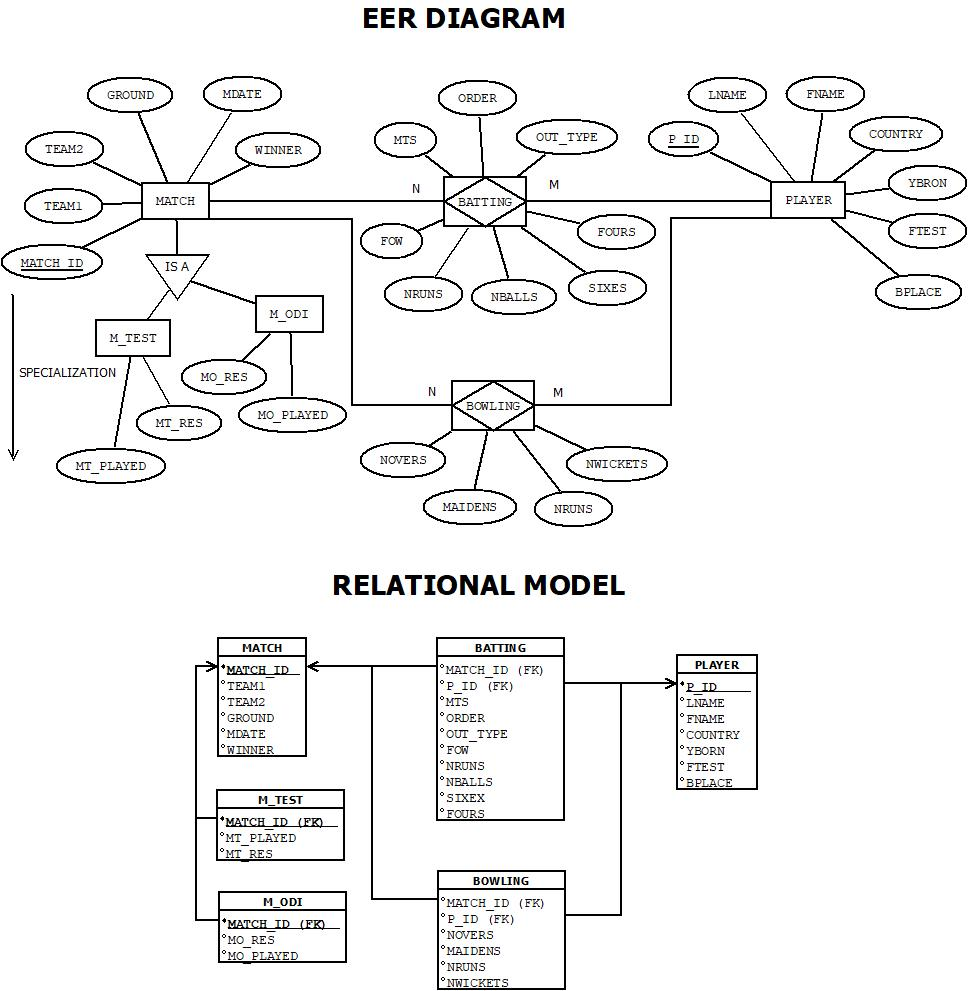 EER DIAGRAM
GROUND
MDATE
TEAM2
WINNER
TEAM1
MATCH
MATCH_ID
IS A
M_TEST
M_ODI
SPECIALIZATION
MO_RES
MO_PLAYED
MT_RES
MT_PLAYED
ORDER
MTS
OUT_TYPE
N
M
BATTING
FOW
FOURS
NRUNS
NBALLS
SIXES
LNAME
FNAME
P_ID
COUNTRY
PLAYER
YBRON
FTEST
BPLACE
N
M
BOWLING
NOVERS
NWICKETS
MAIDENS
NRUNS
RELATIONAL MODEL
MATCH
MATCH_ID
TEAM1
TEAM2
GROUND
MDATE
WINNER
M_TEST
MATCH_ID (FK)
MT_PLAYED
MT_RES
M_ODI
MATCH_ID (FK)
MO_RES
MO_PLAYED
BATTING
MATCH_ID (FK)
P_ID (FK)
MTS
ORDER
OUT_TYPE
FOW
NRUNS
NBALLS
SIXEX
FOURS
BOWLING
MATCH_ID (FK)
P_ID (FK)
NOVERS
MAIDENS
NRUNS
NWICKETS
PLAYER
P_ID
LNAME
FNAME
COUNTRY
YBORN
FTEST
BPLACE